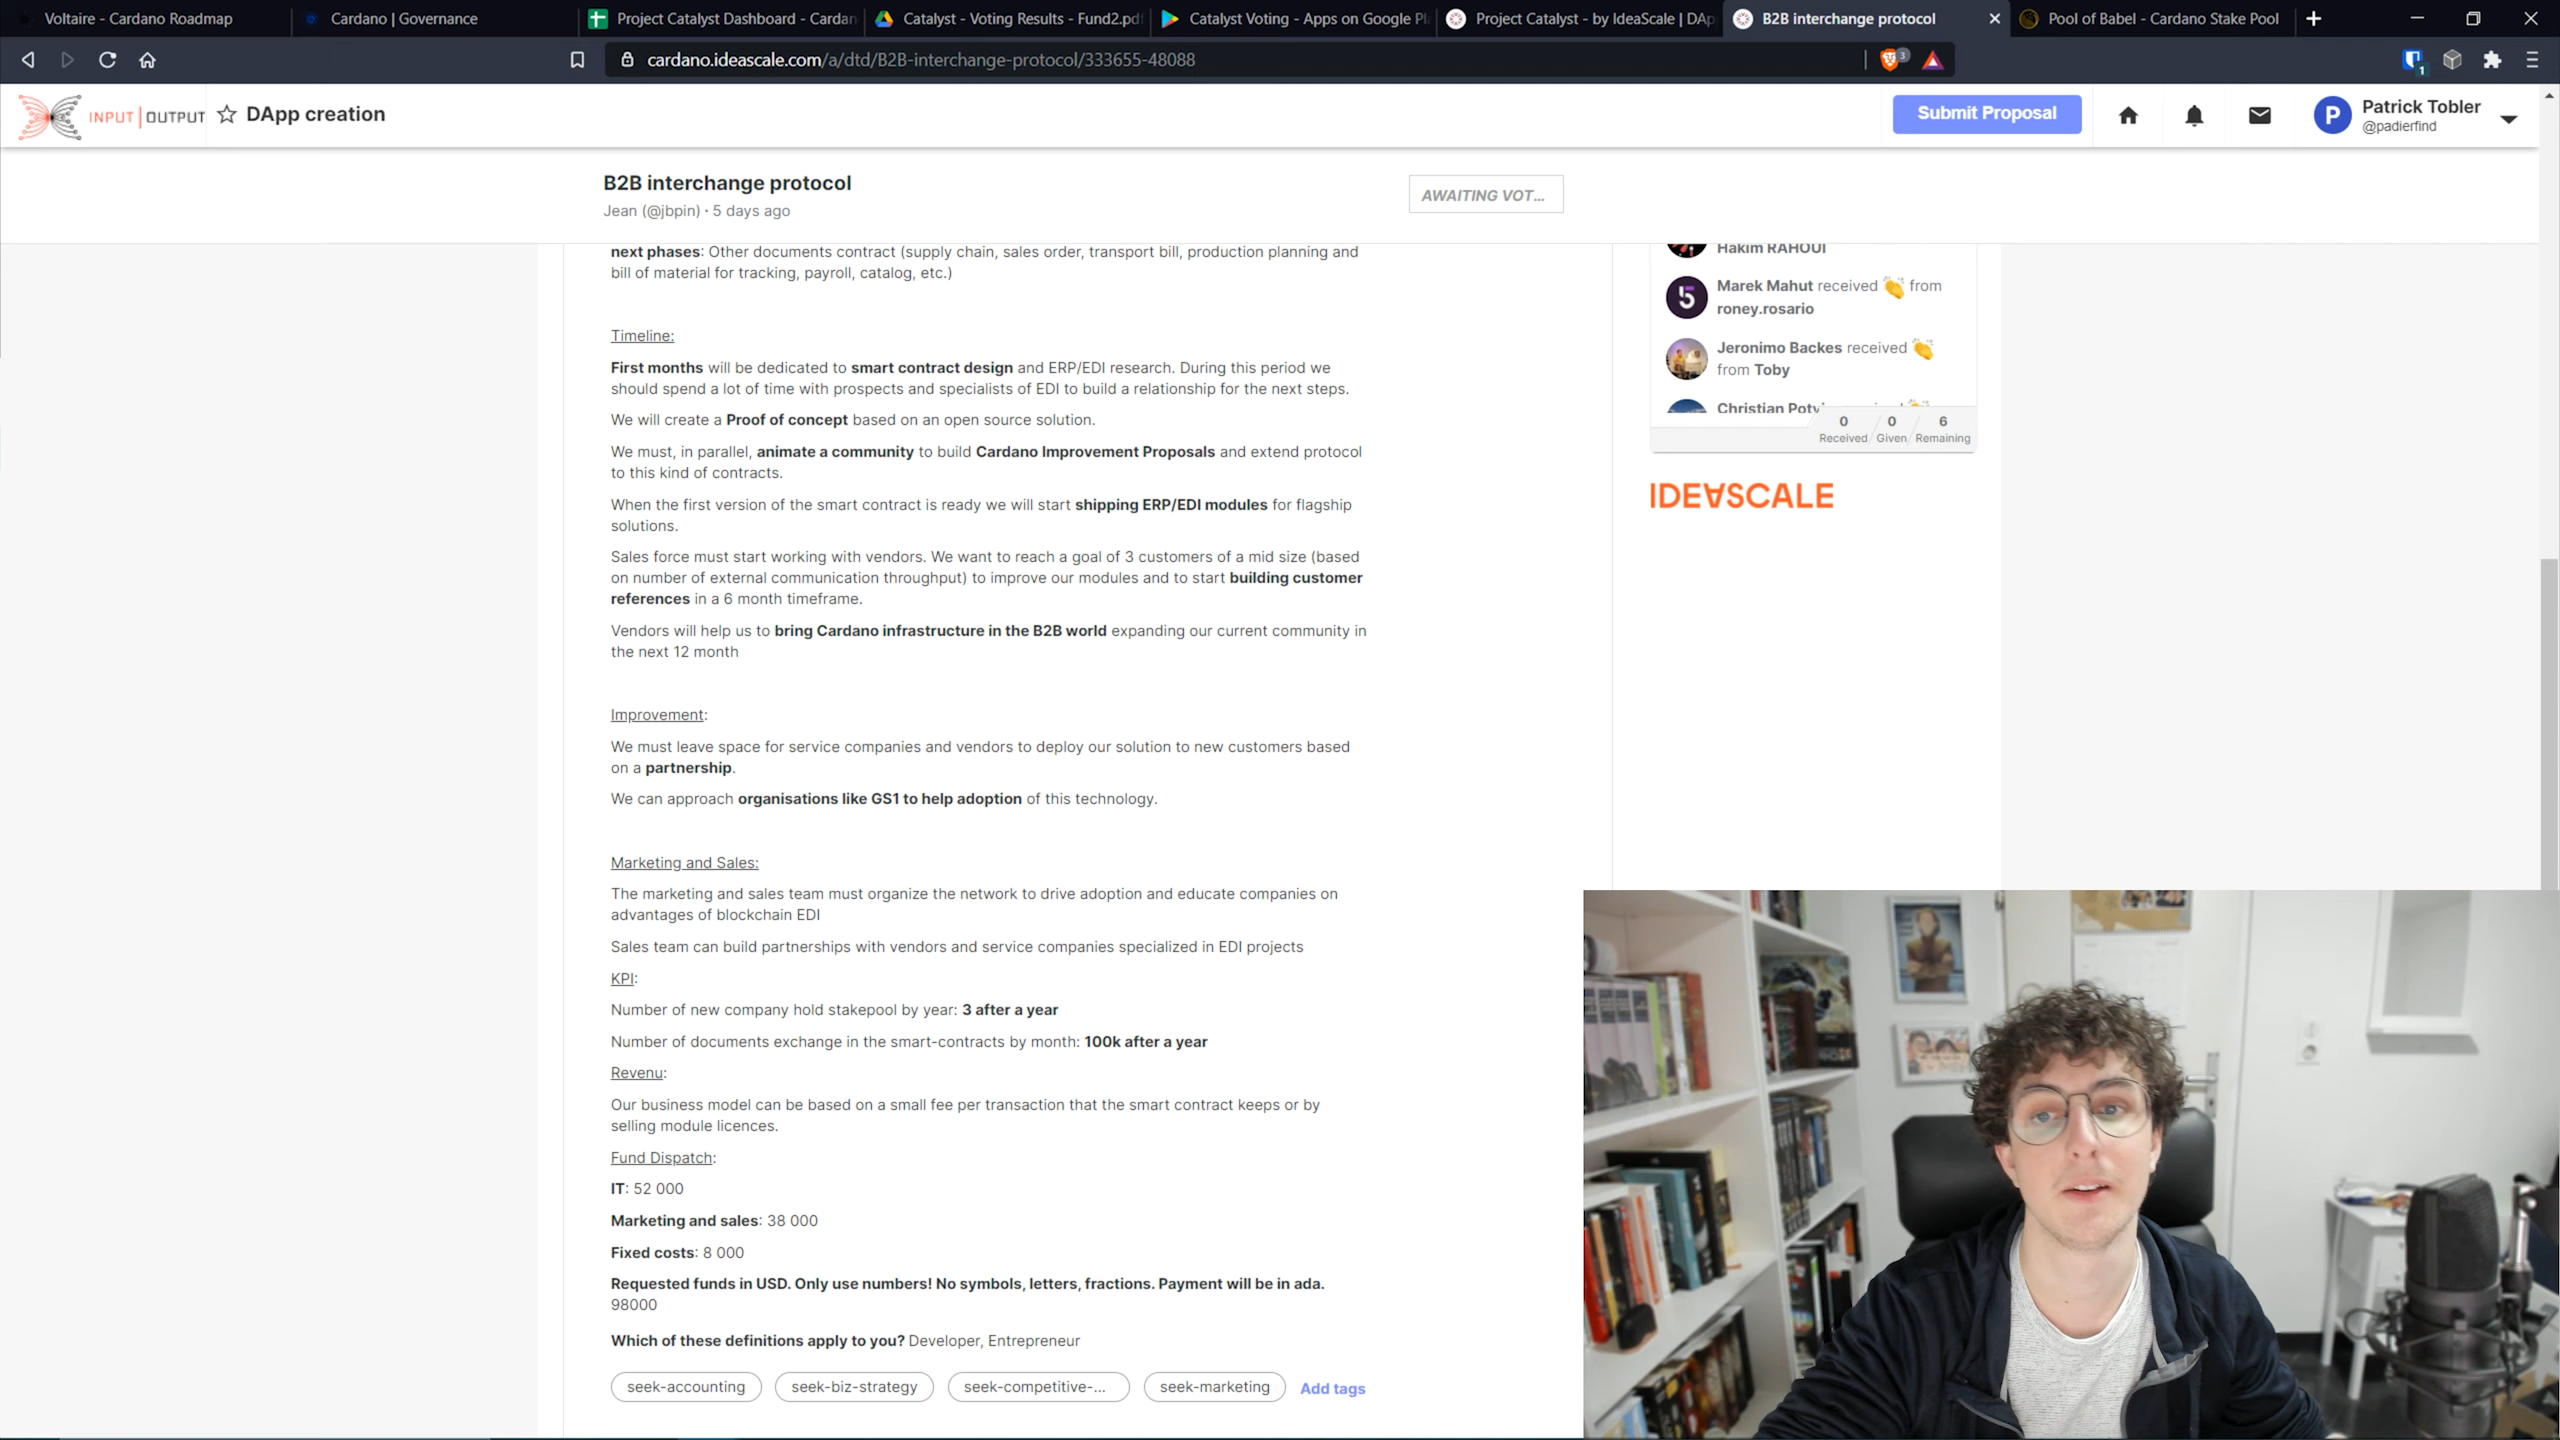 Voltaire - Cardano Roadmap
Cardano | Governance
Project Catalyst Dashboard - Cardan
Catalyst - Voting Results - Fund2.pdf
Catalyst Voting - Apps on Google Pl
Project Catalyst - by IdeaScale | DAp
B2B interchange protocol
Pool of Babel - Cardano Stake Pool
cardano.ideascale.com/a/dtd/B2B-interchange-protocol/333655-48088
3
1
INPUT | OUTPUT
DApp creation
Submit Proposal
P
Patrick Tobler
@padierfind
B2B interchange protocol
Jean (@jbpin) • 5 days ago
AWAITING VOT...
next phases: Other documents contract (supply chain, sales order, transport bill, production planning and
bill of material for tracking, payroll, catalog, etc.)
Timeline:
First months will be dedicated to smart contract design and ERP/EDI research. During this period we
should spend a lot of time with prospects and specialists of EDI to build a relationship for the next steps.
We will create a Proof of concept based on an open source solution.
We must, in parallel, animate a community to build Cardano Improvement Proposals and extend protocol
to this kind of contracts.
When the first version of the smart contract is ready we will start shipping ERP/EDI modules for flagship
solutions.
Sales force must start working with vendors. We want to reach a goal of 3 customers of a mid size (based
on number of external communication throughput) to improve our modules and to start building customer
references in a 6 month timeframe.
Vendors will help us to bring Cardano infrastructure in the B2B world expanding our current community in
the next 12 month
Improvement:
We must leave space for service companies and vendors to deploy our solution to new customers based
on a partnership.
We can approach organisations like GS1 to help adoption of this technology.
Marketing and Sales:
The marketing and sales team must organize the network to drive adoption and educate companies on
advantages of blockchain EDI
Sales team can build partnerships with vendors and service companies specialized in EDI projects
KPI:
Number of new company hold stakepool by year: 3 after a year
Number of documents exchange in the smart-contracts by month: 100k after a year
Revenu:
Our business model can be based on a small fee per transaction that the smart contract keeps or by
selling module licences.
Fund Dispatch:
IT: 52 000
Marketing and sales: 38 000
Fixed costs: 8 000
Requested funds in USD. Only use numbers! No symbols, letters, fractions. Payment will be in ada.
98000
Which of these definitions apply to you? Developer, Entrepreneur
seek-accounting
seek-biz-strategy
seek-competitive-...
seek-marketing
Add tags
Hakim RAHOUI
5
Marek Mahut received 👏 from
roney.rosario
Jeronimo Backes received 👏
from Toby
Christian
0
0
6
Received
Given
Remaining
IDEASCALE